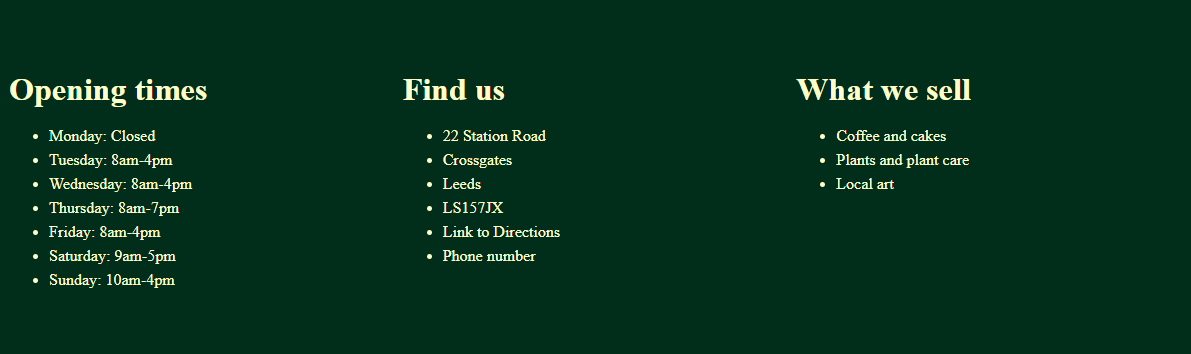 Opening times
Monday: Closed
Tuesday: 8am-4pm
Wednesday: 8am-4pm
Thursday: 8am-7pm
Friday: 8am-4pm
Saturday: 9am-5pm
Sunday: 10am-4pm
Find us
22 Station Road
Crossgates
Leeds
LS157JX
Link to Directions
Phone number
What we sell
Coffee and cakes
Plants and plant care
Local art